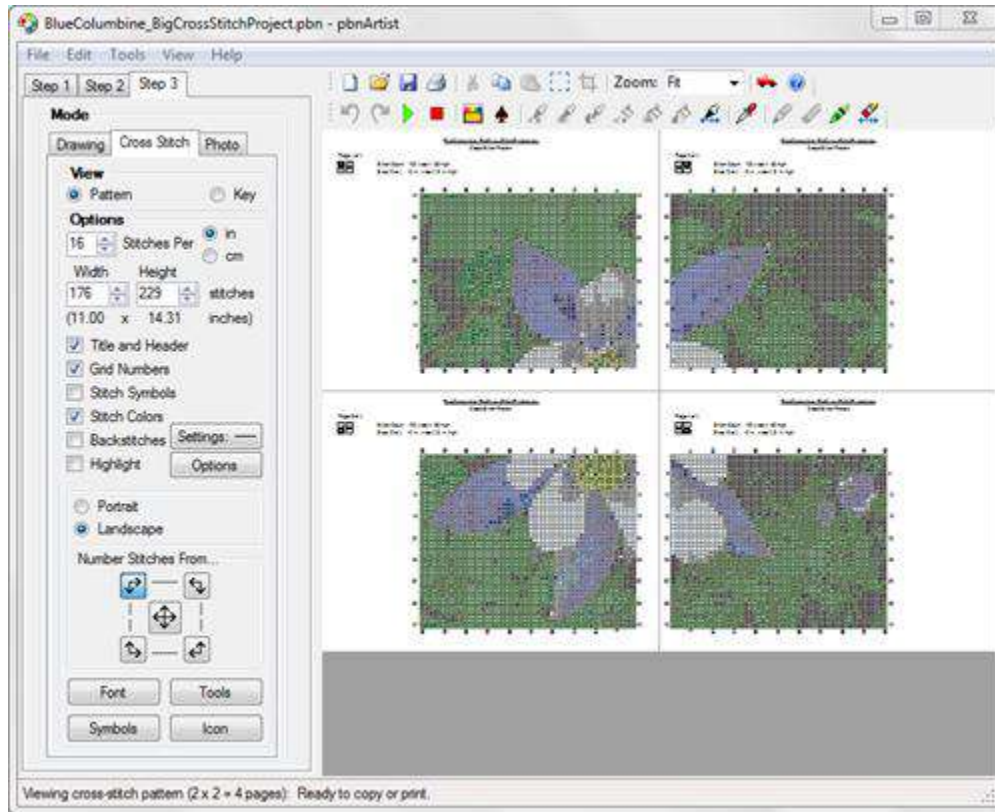 BlueColumbine_BigCrossStitchProject.pbn - pbnArtist
File Edit Tools View Help
Step 1 Step 2 Step 3
Zoom: Fit
Mode
Drawing Cross Stitch Photo
View
Pattern Key
Options
16 Stitches Per in
cm
Width Height
176 229 stitches
(11.00 x 14.31 inches)
Title and Header
Grid Numbers
Stitch Symbols
Stitch Colors
Backstitches Settings:
Highlight Options
Portrait
Landscape
Number Stitches From...
Font Tools
Symbols Icon
Viewing cross-stitch pattern (2 x 2 = 4 pages) Ready to copy or print.